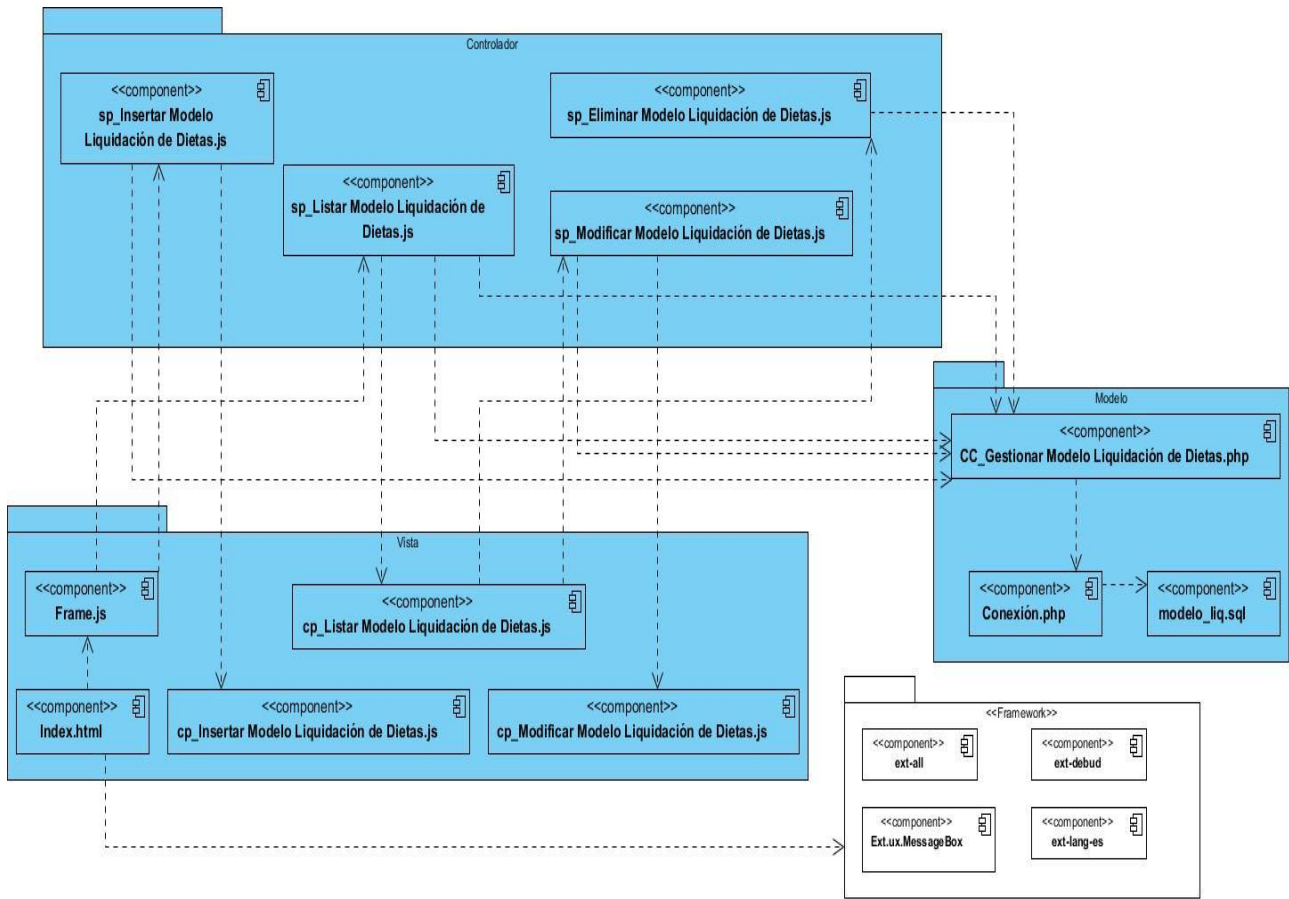 Controlador
<<component>>
sp_Insertar Modelo
Liquidación de Dietas.js
<<component>>
sp_Eliminar Modelo Liquidación de Dietas.js
<<component>>
sp_Listar Modelo Liquidación de
Dietas.js
<<component>>
sp_Modificar Modelo Liquidación de Dietas.js
Modelo
<<component>>
CC_Gestionar Modelo Liquidación de Dietas.php
<<component>>
Conexión.php
<<component>>
modelo_liq.sql
Vista
<<component>>
Frame.js
<<component>>
cp_Listar Modelo Liquidación de Dietas.js
<<component>>
Index.html
<<component>>
cp_Insertar Modelo Liquidación de Dietas.js
<<component>>
cp_Modificar Modelo Liquidación de Dietas.js
<<Framework>>
<<component>>
ext-all
<<component>>
ext-debud
<<component>>
Ext.ux.MessageBox
<<component>>
ext-lang-es